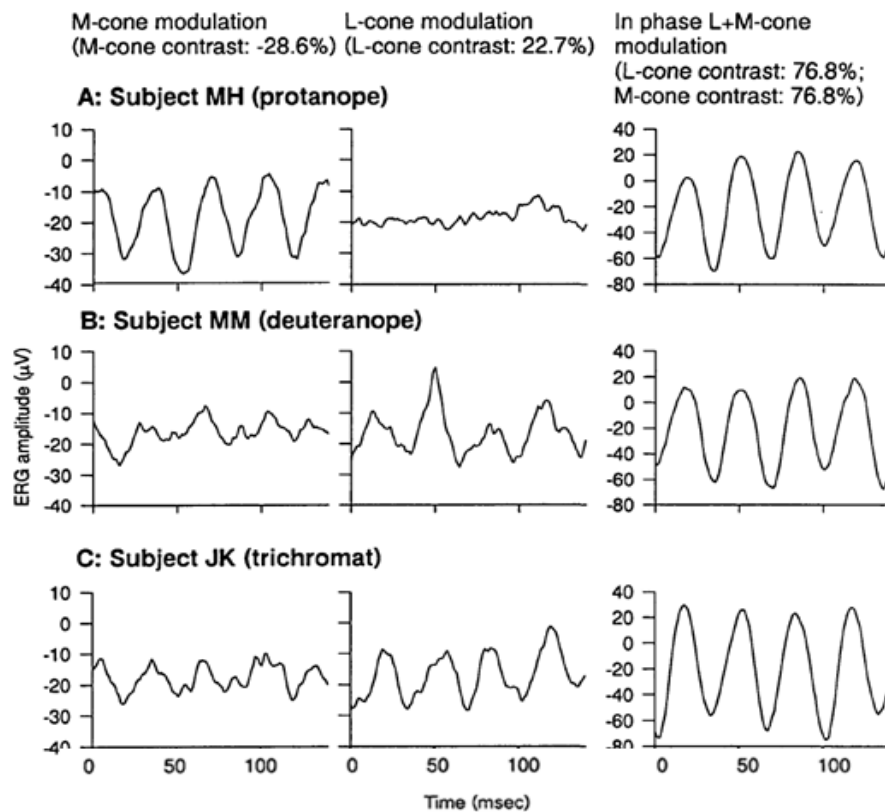 M-cone modulation
(M-cone contrast: -28.6%)
L-cone modulation
(L-cone contrast: 22.7%)
In phase L+M-cone
modulation
(L-cone contrast: 76.8%;
M-cone contrast: 76.8%)
A: Subject MH (protanope)
10
0
-10
-20
-30
-40
40
20
0
-20
-40
-60
-80
B: Subject MM (deuteranope)
10
0
-10
-20
-30
-40
40
20
0
-20
-40
-60
-80
ERG amplitude (µV)
C: Subject JK (trichromat)
10
0
-10
-20
-30
-40
40
20
0
-20
-40
-60
-80
0 50 100
0 50 100
0 50 100
Time (msec)